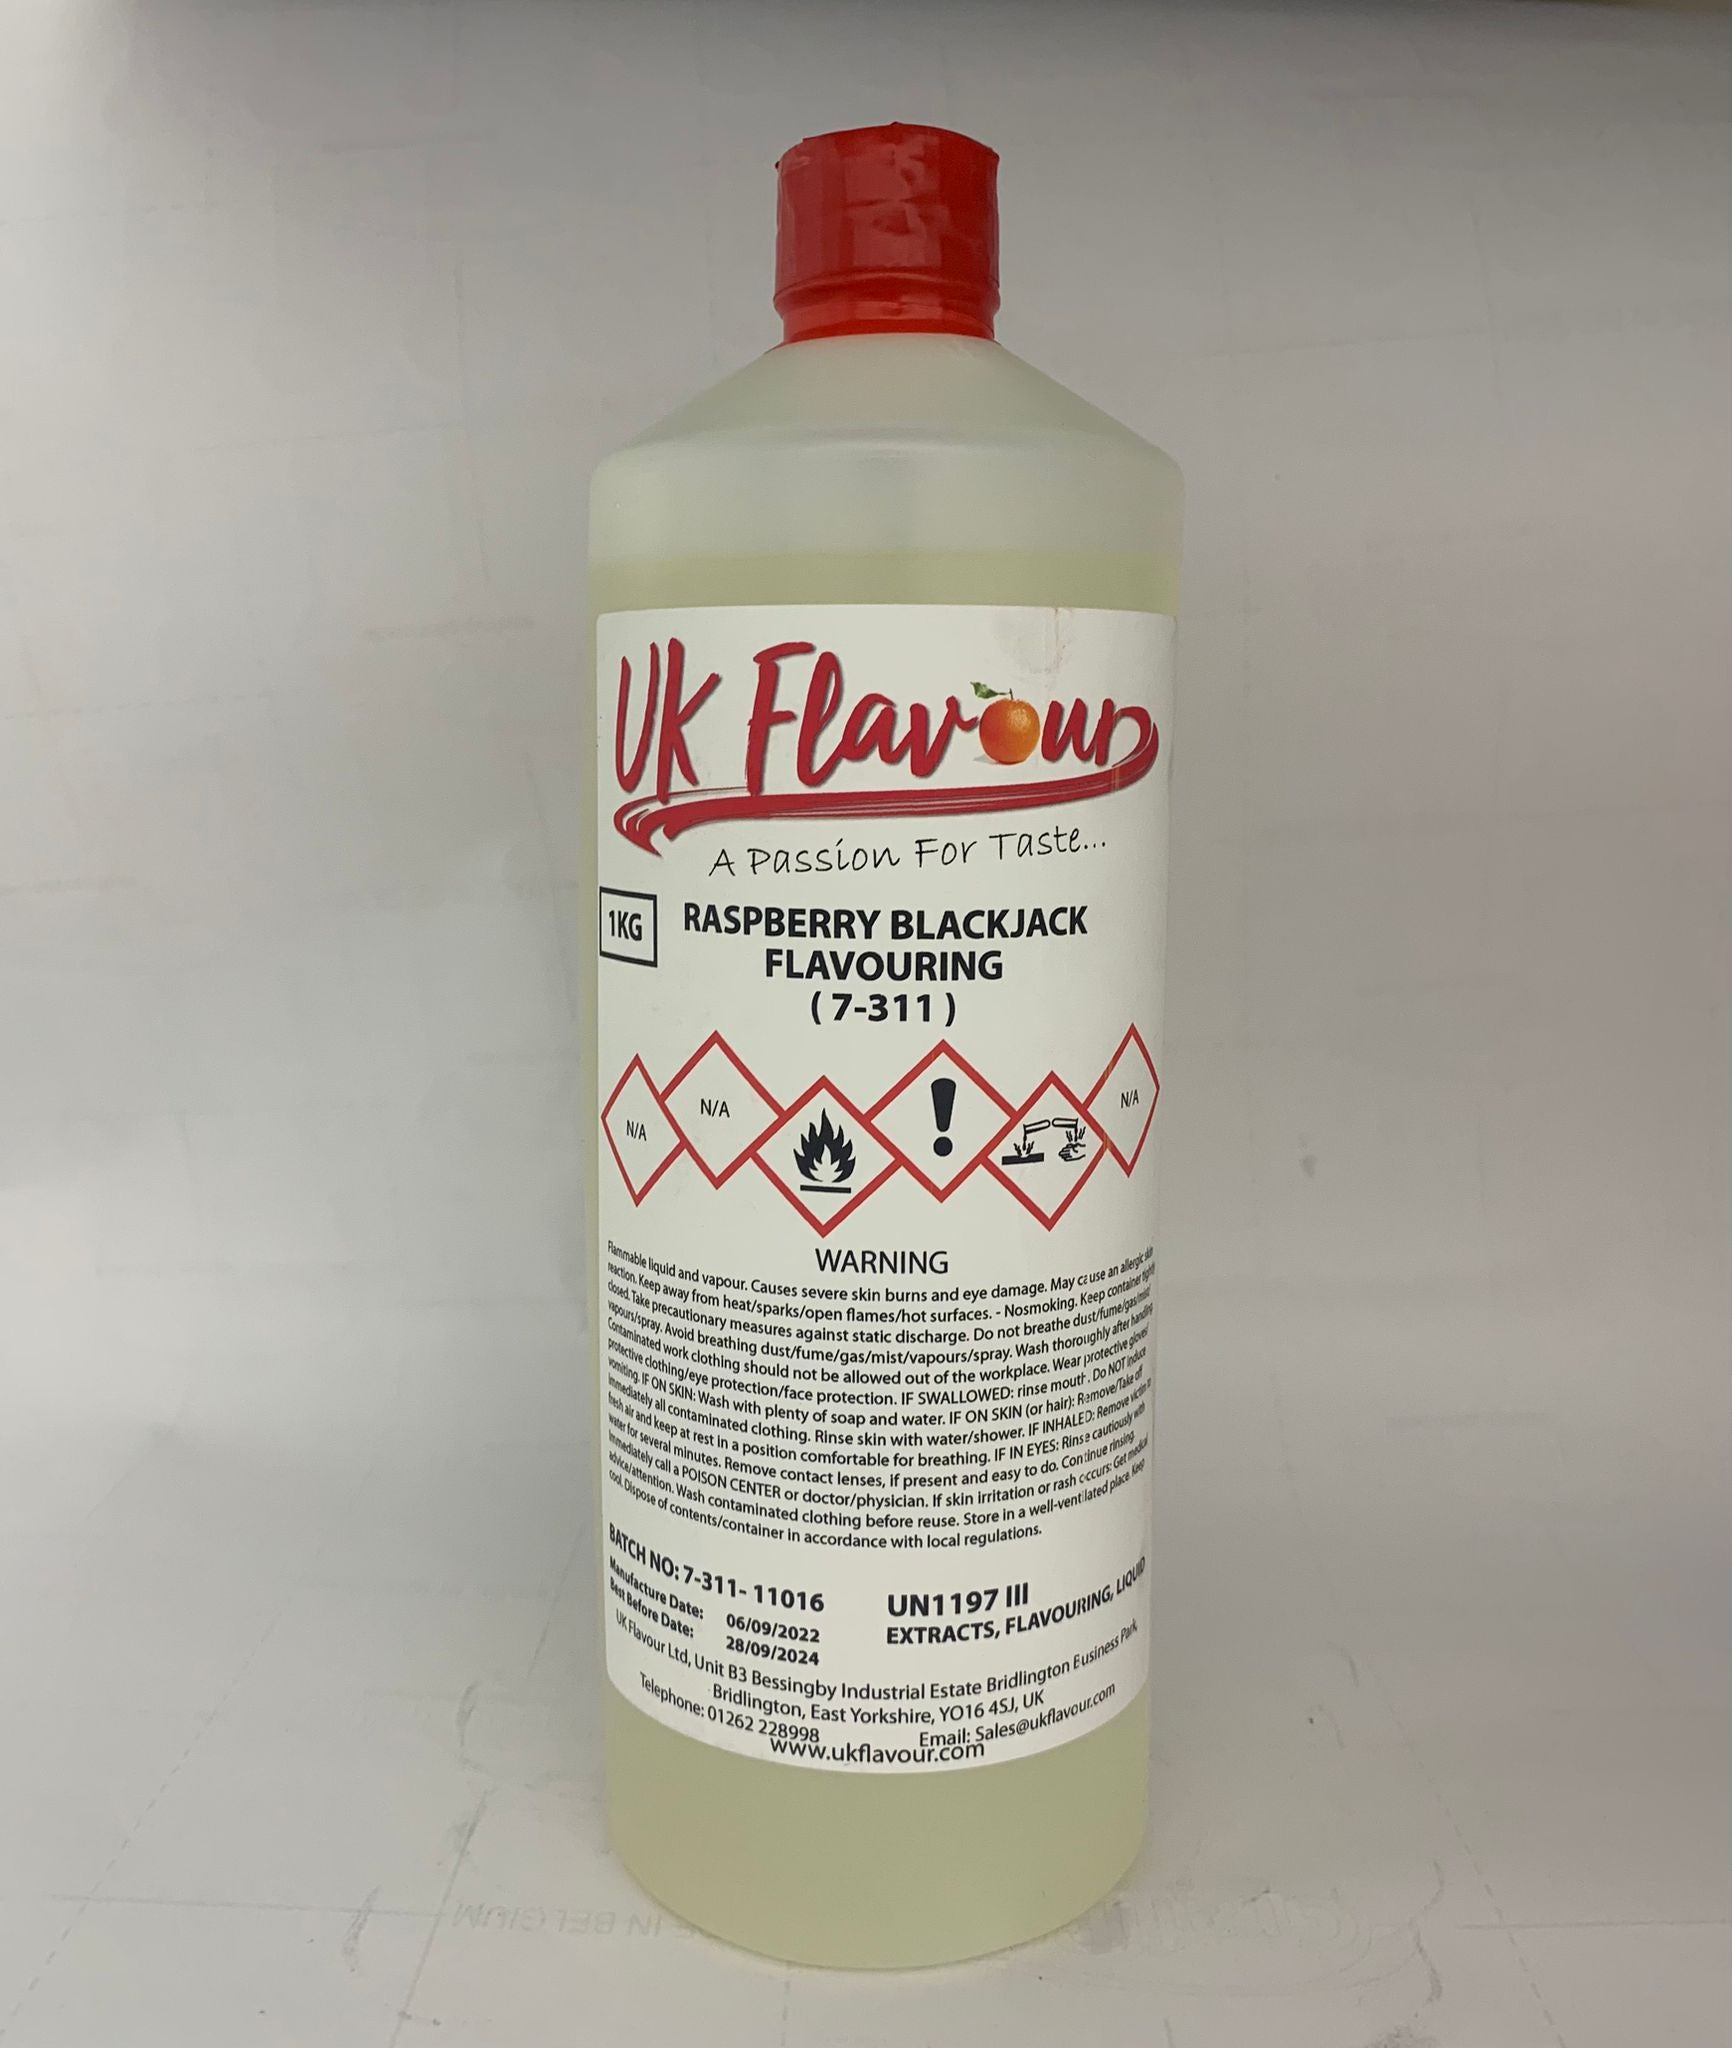 UK Flavour
A Passion For Taste...
1KG
RASPBERRY BLACKJACK
FLAVOURING
( 7-311 )
N/A
N/A
N/A
WARNING
Flammable liquid and vapour. Causes severe skin burns and eye damage. May cause an allergic skin
reaction. Keep away from heat/sparks/open flames/hot surfaces. - Nosmoking. Keep container tightly
closed. Take precautionary measures against static discharge. Do not breathe dust/fume/gas/mist/
vapours/spray. Avoid breathing dust/fume/gas/mist/vapours/spray. Wash thoroughly after handling.
Contaminated work clothing should not be allowed out of the workplace. Wear protective gloves/
protective clothing/eye protection/face protection. IF SWALLOWED: rinse mouth. Do NOT induce
vomiting. IF ON SKIN: Wash with plenty of soap and water. IF ON SKIN (or hair): Remove/Take off
immediately all contaminated clothing. Rinse skin with water/shower. IF INHALED: Remove victim to
fresh air and keep at rest in a position comfortable for breathing. IF IN EYES: Rinse cautiously with
water for several minutes. Remove contact lenses, if present and easy to do. Continue rinsing.
Immediately call a POISON CENTER or doctor/physician. If skin irritation or rash occurs: Get medical
advice/attention. Wash contaminated clothing before reuse. Store in a well-ventilated place. Keep
cool. Dispose of contents/container in accordance with local regulations.
BATCH NO: 7-311- 11016
Manufacture Date: 06/09/2022
Best Before Date: 28/09/2024
UN1197 III
EXTRACTS, FLAVOURING, LIQUID
UK Flavour Ltd, Unit B3 Bessingby Industrial Estate Bridlington Business Park,
Bridlington, East Yorkshire, YO16 4SJ, UK
Telephone: 01262 228998 Email: Sales@ukflavour.com
www.ukflavour.com